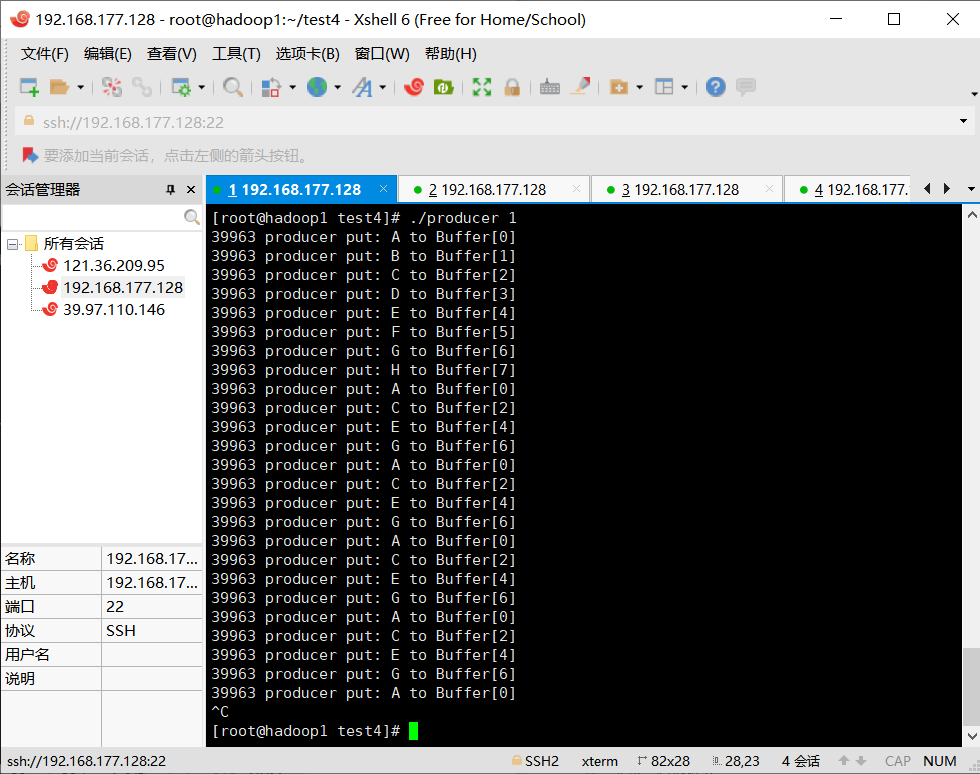 192.168.177.128 - root@hadoop1:~/test4 - Xshell 6 (Free for Home/School)
文件(F) 编辑(E) 查看(V) 工具(T) 选项卡(B) 窗口(W) 帮助(H)
ssh://192.168.177.128:22
要添加当前会话，点击左侧的箭头按钮。
会话管理器
1 192.168.177.128 2 192.168.177.128 3 192.168.177.128 4 192.168.177.
所有会话
121.36.209.95
192.168.177.128
39.97.110.146
名称 192.168.17...
主机 192.168.17...
端口 22
协议 SSH
用户名
说明
[root@hadoop1 test4]# ./producer 1
39963 producer put: A to Buffer[0]
39963 producer put: B to Buffer[1]
39963 producer put: C to Buffer[2]
39963 producer put: D to Buffer[3]
39963 producer put: E to Buffer[4]
39963 producer put: F to Buffer[5]
39963 producer put: G to Buffer[6]
39963 producer put: H to Buffer[7]
39963 producer put: A to Buffer[0]
39963 producer put: C to Buffer[2]
39963 producer put: E to Buffer[4]
39963 producer put: G to Buffer[6]
39963 producer put: A to Buffer[0]
39963 producer put: C to Buffer[2]
39963 producer put: E to Buffer[4]
39963 producer put: G to Buffer[6]
39963 producer put: A to Buffer[0]
39963 producer put: C to Buffer[2]
39963 producer put: E to Buffer[4]
39963 producer put: G to Buffer[6]
39963 producer put: A to Buffer[0]
39963 producer put: C to Buffer[2]
39963 producer put: E to Buffer[4]
39963 producer put: G to Buffer[6]
39963 producer put: A to Buffer[0]
^C
[root@hadoop1 test4]#
ssh://192.168.177.128:22 SSH2 xterm 82x28 28,23 4 会话 CAP NUM